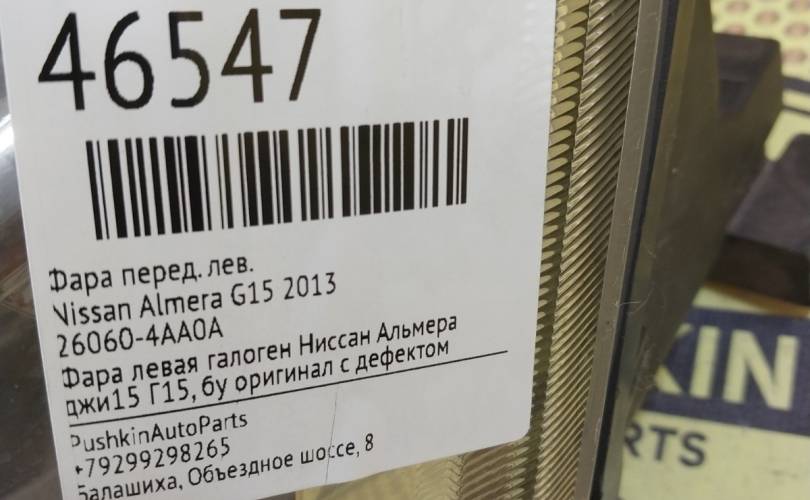 46547
Фара перед. лев.
Nissan Almera G15 2013
26060-4AA0A
Фара левая галоген Ниссан Альмера
джи15 Г15, бу оригинал с дефектом
PushkinAutoParts
+79299298265
Балашиха, Объездное шоссе, 8
KIN
RTS